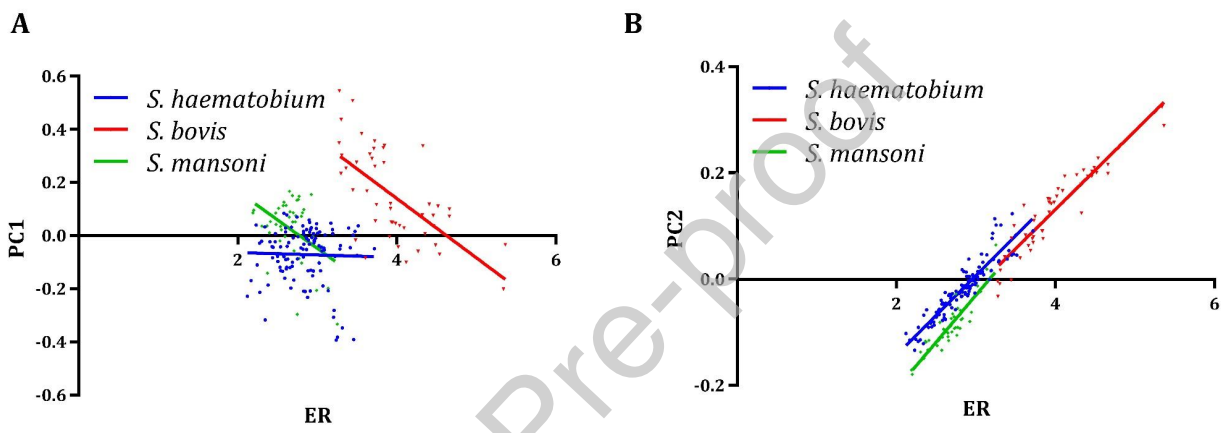 A
B
0.6
0.4
0.2
0.0
-0.2
-0.4
-0.6
2
4
6
PC1
ER
S. haematobium
S. bovis
S. mansoni
0.4
0.2
0.0
-0.2
2
4
6
PC2
ER
S. haematobium
S. bovis
S. mansoni
Pre-proof